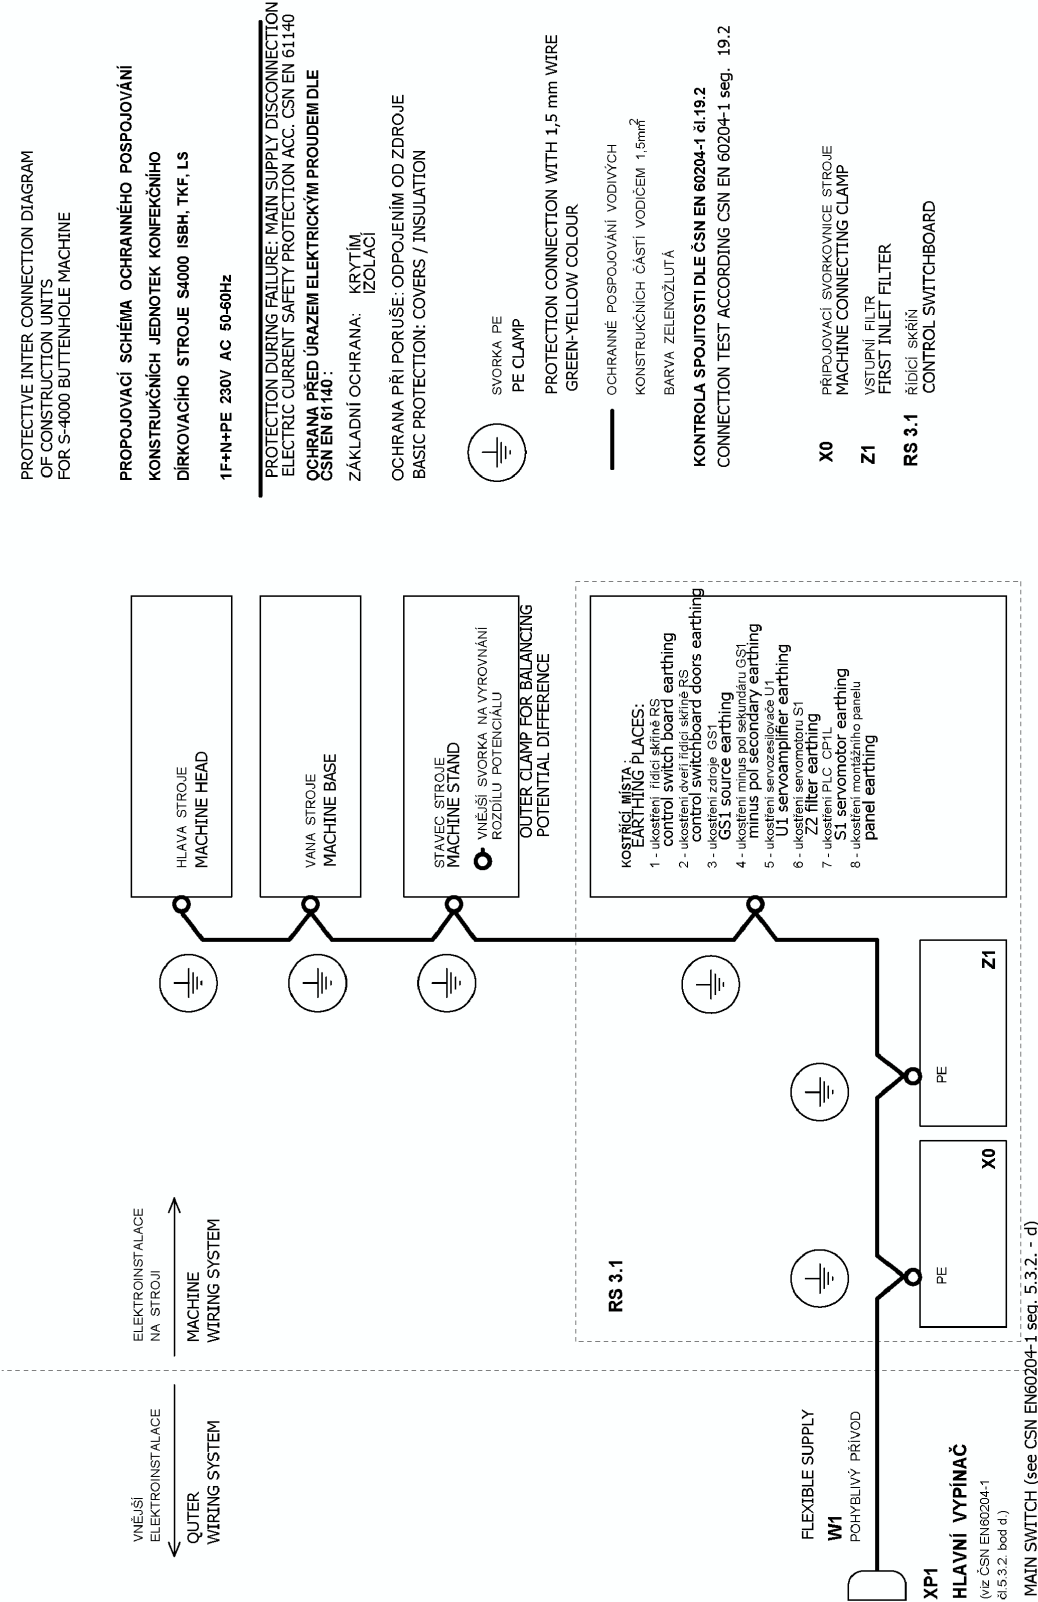 PROTECTIVE INTER CONNECTION DIAGRAM
OF CONSTRUCTION UNITS
FOR S-4000 BUTTENHOLE MACHINE
PROPOJOVACÍ SCHÉMA OCHRANNÉHO POSPOJOVÁNÍ
KONSTRUKČNÍCH JEDNOTEK KONFEKČNÍHO
DÍRKOVACÍHO STROJE S4000 ISBH, TKF, LS
1F+N+PE 230V AC 50-60Hz
PROTECTION DURING FAILURE: MAIN SUPPLY DISCONNECTION
ELECTRIC CURRENT SAFETY PROTECTION ACC. CSN EN 61140
OCHRANA PŘED ÚRAZEM ELEKTRICKÝM PROUDEM DLE
CSN EN 61140 :
ZÁKLADNÍ OCHRANA: KRYTÍM
IZOLACÍ
OCHRANA PŘI PORUŠE: ODPOJENÍM OD ZDROJE
BASIC PROTECTION: COVERS / INSULATION
SVORKA PE
PE CLAMP
PROTECTION CONNECTION WITH 1,5 mm WIRE
GREEN-YELLOW COLOUR
OCHRANNÉ POSPOJOVÁNÍ VODIVÝCH
KONSTRUKČNÍCH ČÁSTÍ VODIČEM 1,5mm2
BARVA ZELENOŽLUTÁ
KONTROLA SPOJITOSTI DLE ČSN EN 60204-1 čl.19.2
CONNECTION TEST ACCORDING CSN EN 60204-1 seg. 19.2
X0 PŘIPOJOVACÍ SVORKOVNICE STROJE
MACHINE CONNECTING CLAMP
Z1 VSTUPNÍ FILTR
FIRST INLET FILTER
RS 3.1 ŘÍDÍCÍ SKŘÍŇ
CONTROL SWITCHBOARD
HLAVA STROJE
MACHINE HEAD
VANA STROJE
MACHINE BASE
STAVEC STROJE
MACHINE STAND
VNĚJŠÍ SVORKA NA VYROVNÁNÍ
ROZDÍLU POTENCIÁLU
OUTER CLAMP FOR BALANCING
POTENTIAL DIFFERENCE
KOSTŘÍCÍ MÍSTA :
EARTHING PLACES:
1 - ukostření řídicí skříně RS
control switch board earthing
2 - ukostření dveří řídicí skříně RS
control switchboard doors earthing
3 - ukostření zdroje GS1
GS1 source earthing
4 - ukostření minus pol sekundáru GS1
minus pol secondary earthing
5 - ukostření servozesilovače U1
U1 servoamplifier earthing
6 - ukostření servomotoru S1
Z2 filter earthing
7 - ukostření PLC CP1L
S1 servomotor earthing
8 - ukostření montážního panelu
panel earthing
Z1
PE
X0
PE
RS 3.1
ELEKTROINSTALACE
NA STROJI
MACHINE
WIRING SYSTEM
VNĚJŠÍ
ELEKTROINSTALACE
QUTER
WIRING SYSTEM
FLEXIBLE SUPPLY
W1
POHYBLIVÝ PŘÍVOD
XP1
HLAVNÍ VYPÍNAČ
(viz ČSN EN60204-1
čl.5.3.2. bod d.)
MAIN SWITCH (see CSN EN60204-1 seg. 5.3.2. - d)